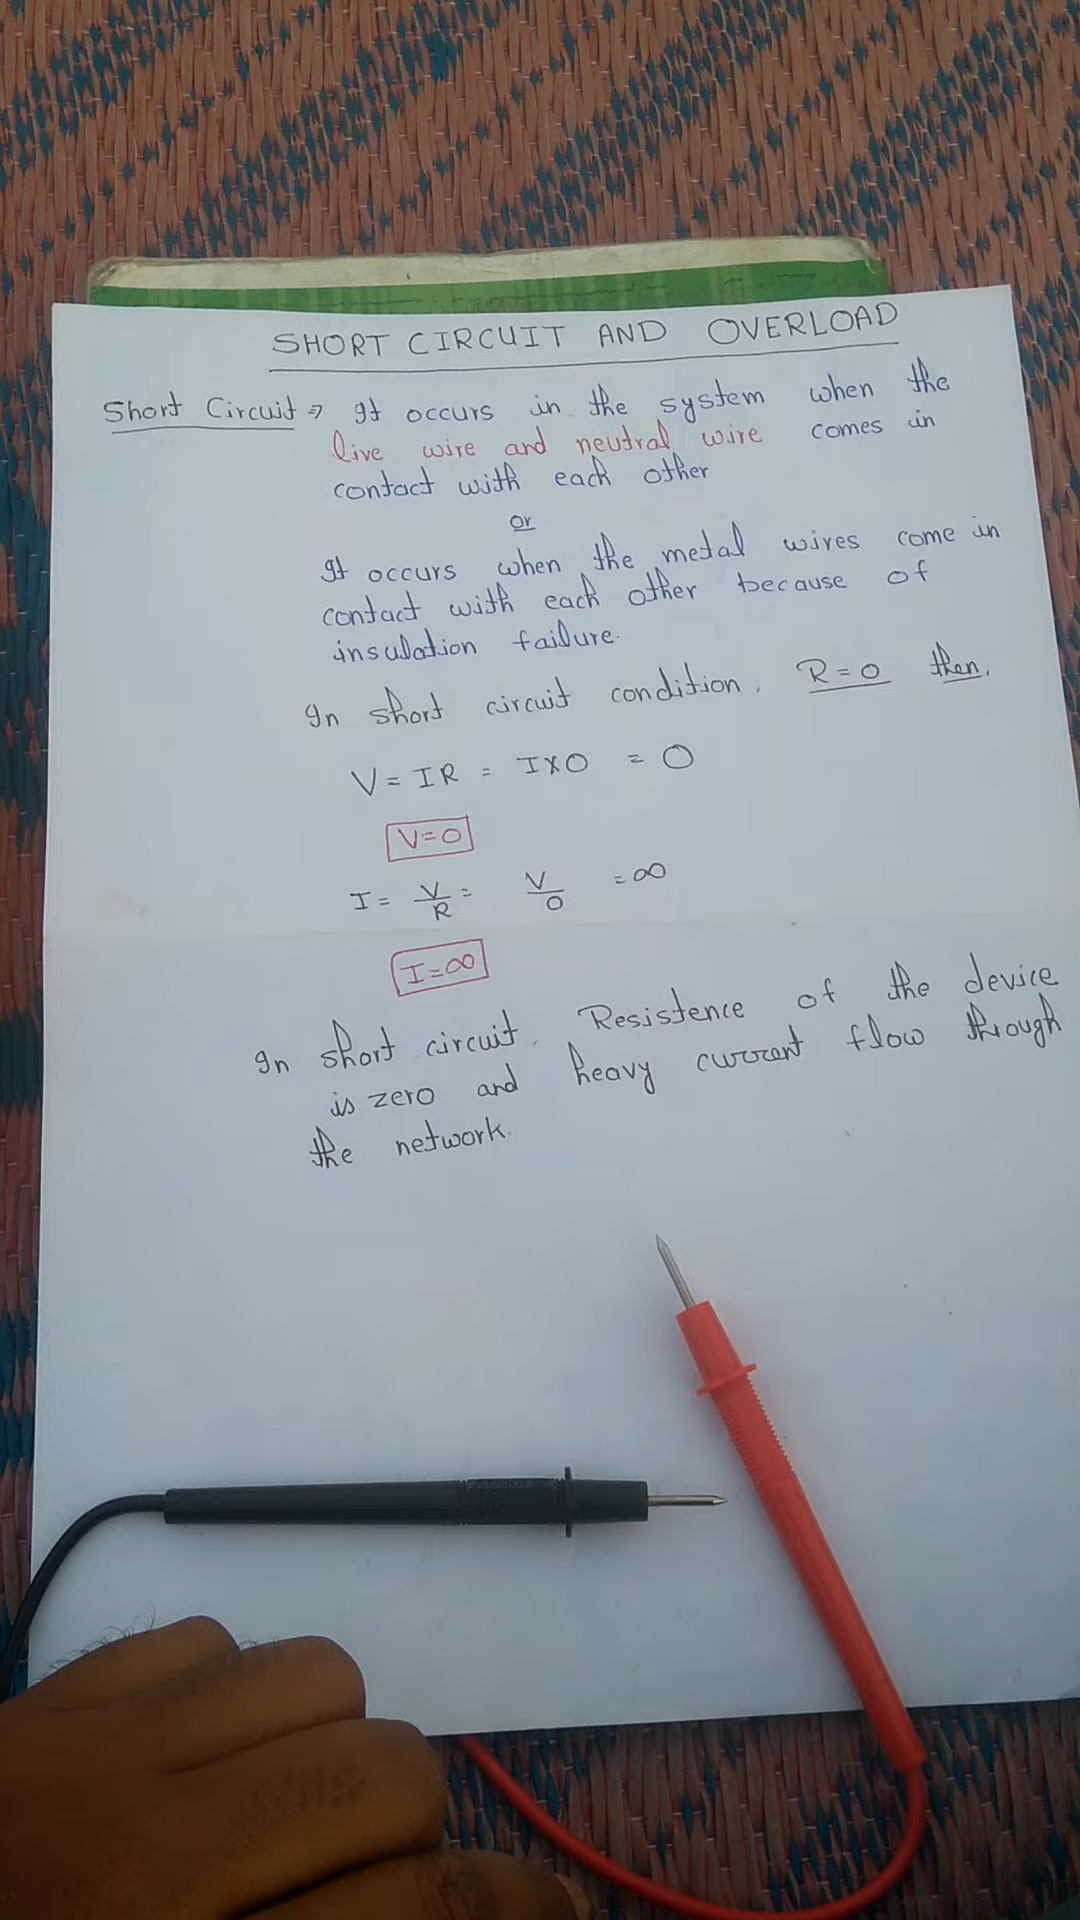 SHORT CIRCUIT AND OVERLOAD
Short Circuit ⇒ It occurs in the system when the
live wire and neutral wire comes in
contact with each other
or
It occurs when the metal wires come in
contact with each other because of
insulation failure.
In short circuit condition, R=0 then,
V = IR = I×0 = 0
V=0
I = V/R = V/0 = ∞
I=∞
In short circuit, Resistence of the device
is zero and heavy current flow through
the network.